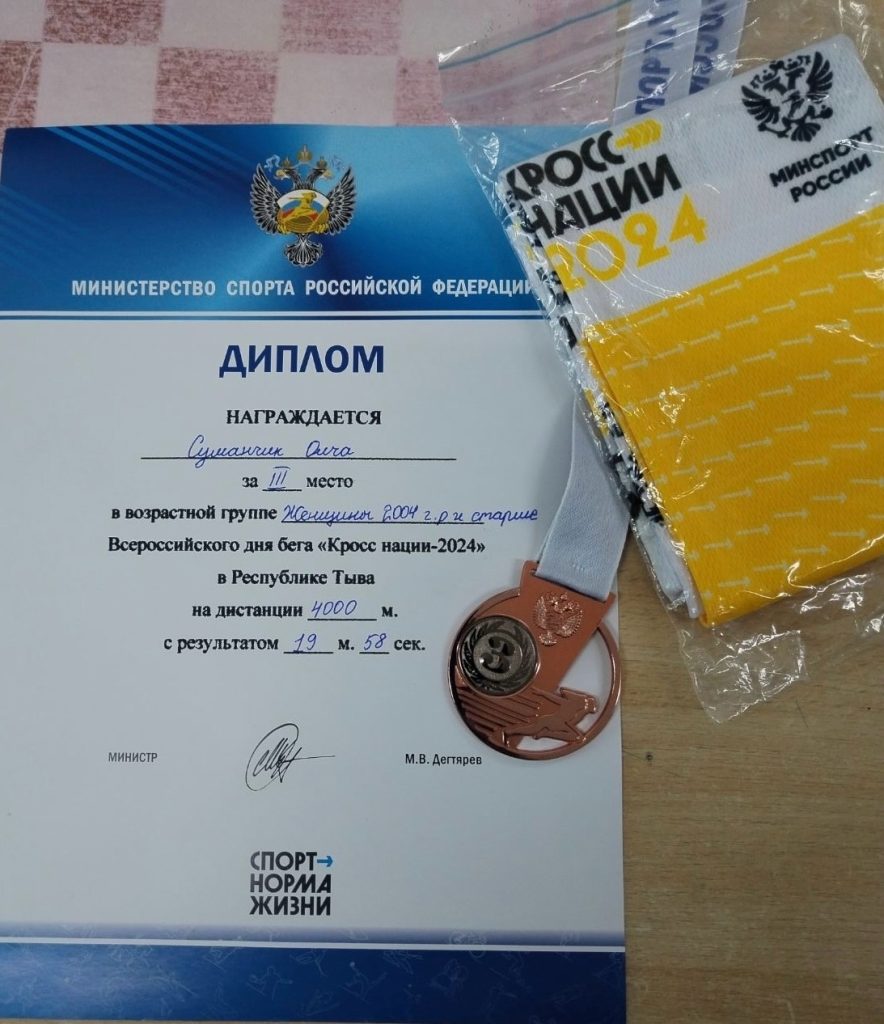 МИНИСТЕРСТВО СПОРТА РОССИЙСКОЙ ФЕДЕРАЦИИ
ДИПЛОМ
НАГРАЖДАЕТСЯ
Суманчик Олча
за III место
в возрастной группе Женщины 2004 г.р и старше
Всероссийского дня бега «Кросс нации-2024»
в Республике Тыва
на дистанции 4000 м.
с результатом 19 м. 58 сек.
МИНИСТР М.В. Дегтярев
СПОРТ
НОРМА
ЖИЗНИ
КРОСС
НАЦИИ
2024
МИНСПОРТ
РОССИИ
3